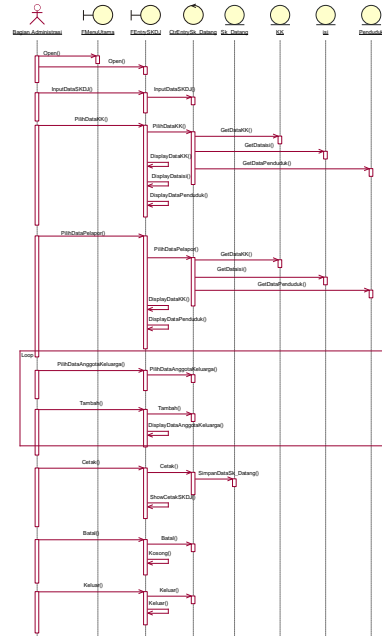 Bagian Administrasi
FMenuUtama
FEntrySKDJ
CtrEntrySk_Datang
Sk_Datang
KK
isi
Penduduk
Open()
Open()
InputDataSKDJ()
InputDataSKDJ()
PilihDataKK()
PilihDataKK()
GetDataKK()
GetDataisi()
DisplayDataKK()
GetDataPenduduk()
DisplayDataisi()
DisplayDataPenduduk()
PilihDataPelapor()
PilihDataPelapor()
GetDataKK()
GetDataisi()
GetDataPenduduk()
DisplayDataKK()
DisplayDataPenduduk()
Loop
PilihDataAnggotaKeluarga()
PilihDataAnggotaKeluarga()
Tambah()
Tambah()
DisplayDataAnggotaKeluarga()
Cetak()
Cetak()
SimpanDataSk_Datang()
ShowCetakSKDJ()
Batal()
Batal()
Kosong()
Keluar()
Keluar()
Keluar()